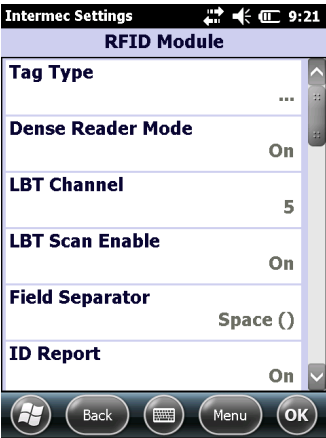 Intermec Settings 9:21
RFID Module
Tag Type
...
Dense Reader Mode
On
LBT Channel
5
LBT Scan Enable
On
Field Separator
Space ()
ID Report
On
Back Menu OK